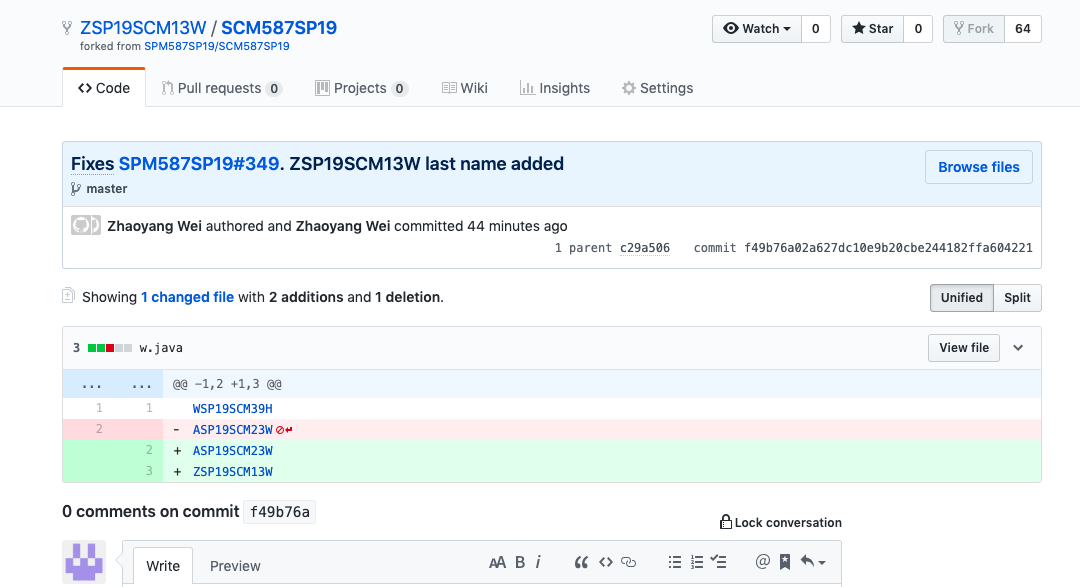 ZSP19SCM13W / SCM587SP19
Watch 0 Star 0 Fork 64
forked from SPM587SP19/SCM587SP19
Code Pull requests 0 Projects 0 Wiki Insights Settings
Fixes SPM587SP19#349. ZSP19SCM13W last name added
Browse files
master
Zhaoyang Wei authored and Zhaoyang Wei committed 44 minutes ago
1 parent c29a506 commit f49b76a02a627dc10e9b20cbe244182ffa604221
Showing 1 changed file with 2 additions and 1 deletion.
Unified Split
3 w.java
View file
... ... @@ -1,2 +1,3 @@
1 1 WSP19SCM39H
2 - ASP19SCM23W
2 + ASP19SCM23W
3 + ZSP19SCM13W
0 comments on commit f49b76a
Lock conversation
Write Preview AA B i @